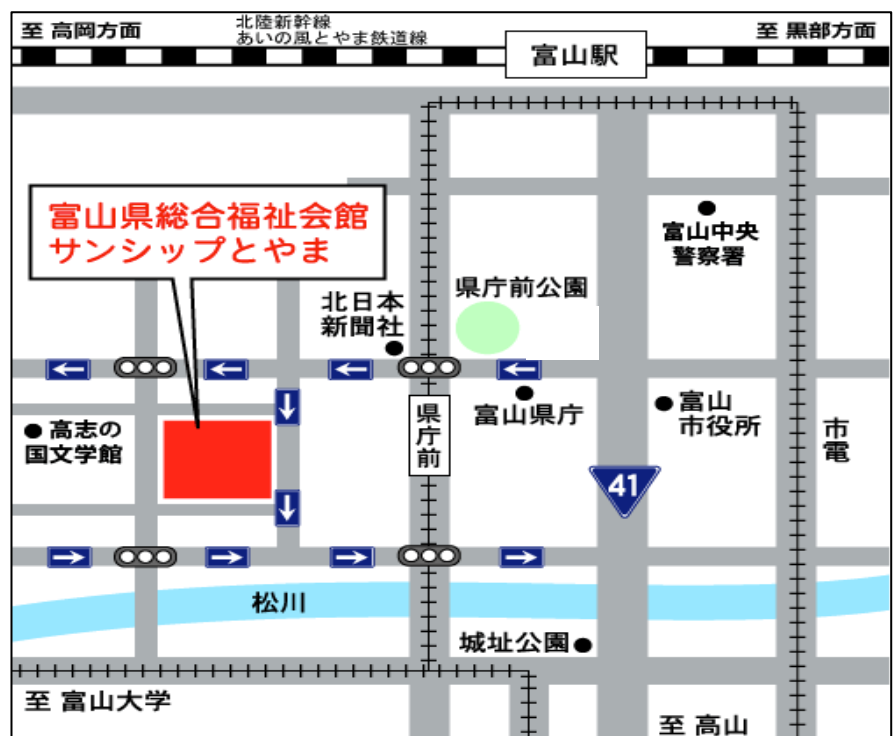 至 高岡方面
北陸新幹線
あいの風とやま鉄道線
富山駅
至 黒部方面
富山県総合福祉会館
サンシップとやま
富山中央
警察署
県庁前公園
北日本
新聞社
富山県庁
富山
市役所
県庁前
市電
高志の
国文学館
41
松川
城址公園
至 富山大学
至 高山